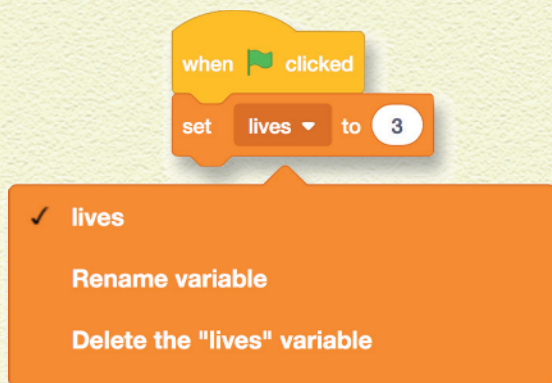 when clicked
set lives to 3
lives
Rename variable
Delete the "lives" variable